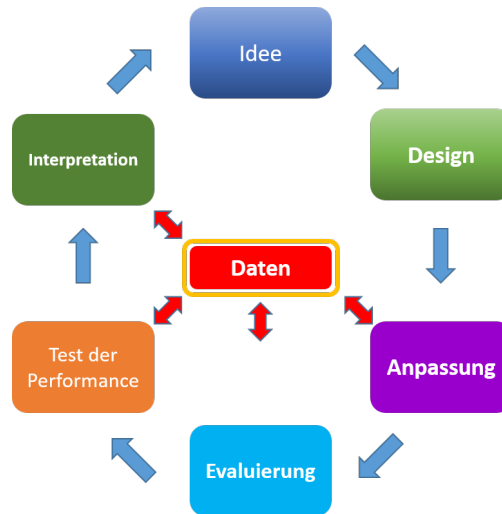 Idee
Design
Interpretation
Daten
Test der
Performance
Anpassung
Evaluierung